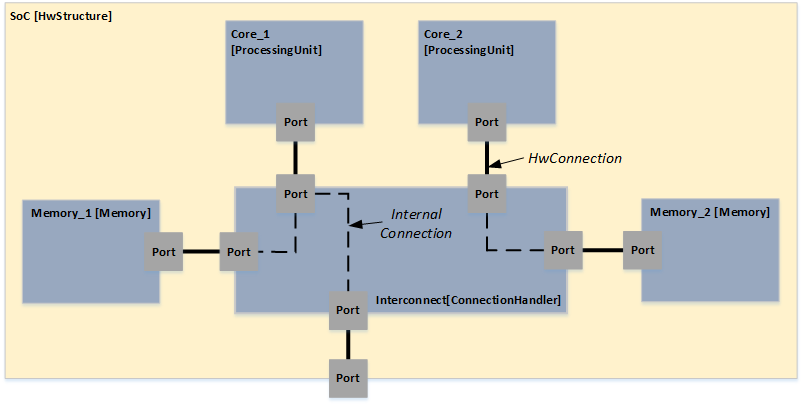 SoC [HwStructure]
Core_1
[ProcessingUnit]
Core_2
[ProcessingUnit]
Port
Port
HwConnection
Port
Port
Memory_1 [Memory]
Internal
Connection
Memory_2 [Memory]
Port
Port
Port
Port
Interconnect[ConnectionHandler]
Port
Port